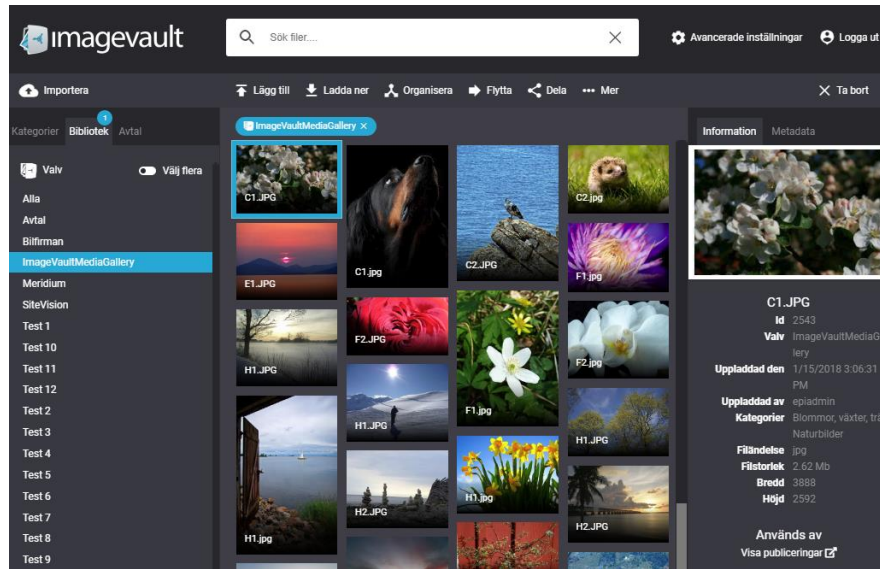 imagevault
Sök filer....
Avancerade inställningar
Logga ut
Importera
Lägg till
Ladda ner
Organisera
Flytta
Dela
Mer
Ta bort
Kategorier
Bibliotek
1
Avtal
ImageVaultMediaGallery
Information
Metadata
Valv
Välj flera
Alla
Avtal
Bilfirman
ImageVaultMediaGallery
Meridium
SiteVision
Test 1
Test 10
Test 11
Test 12
Test 2
Test 3
Test 4
Test 5
Test 6
Test 7
Test 8
Test 9
C1.JPG
E1.JPG
H1.JPG
H1.jpg
C1.jpg
F2.JPG
H1.JPG
H2.JPG
C2.JPG
F1.jpg
H1.jpg
C2.jpg
F1.jpg
F2.jpg
H1.JPG
H2.JPG
C1.JPG
Id 2543
Valv ImageVaultMediaG
lery
Uppladdad den 1/15/2018 3:06:31
PM
Uppladdad av epiadmin
Kategorier Blommor, växter, trä
Naturbilder
Filändelse jpg
Filstorlek 2.62 Mb
Bredd 3888
Höjd 2592
Används av
Visa publiceringar